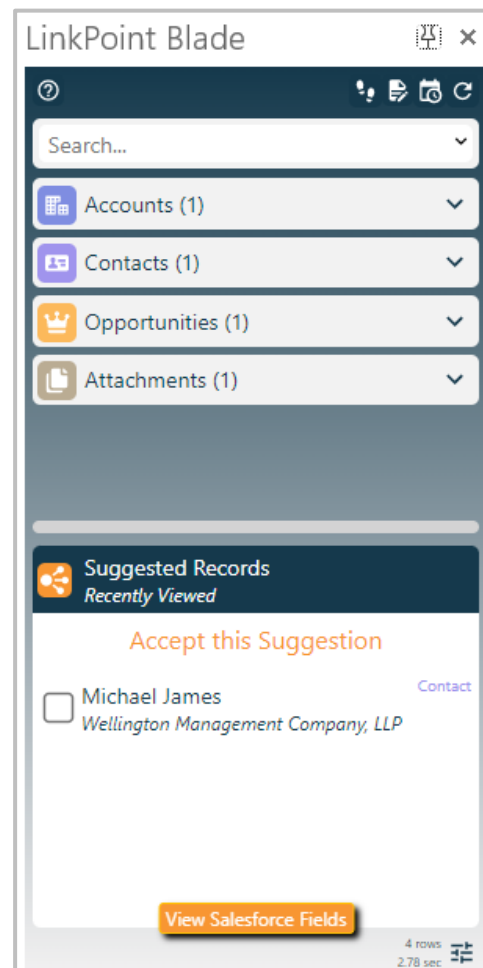 LinkPoint Blade
Search...
Accounts (1)
Contacts (1)
Opportunities (1)
Attachments (1)
Suggested Records
Recently Viewed
Accept this Suggestion
Contact
Michael James
Wellington Management Company, LLP
View Salesforce Fields
4 rows
2.78 sec